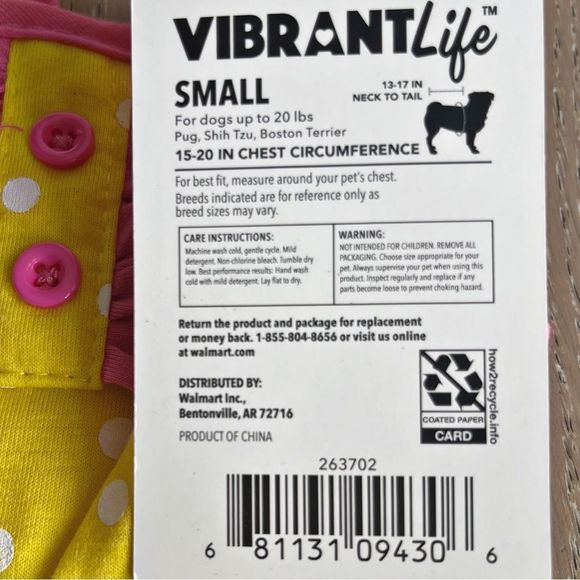 VIBRANTLife™
SMALL
For dogs up to 20 lbs
Pug, Shih Tzu, Boston Terrier
13-17 IN
NECK TO TAIL
15-20 IN CHEST CIRCUMFERENCE
For best fit, measure around your pet's chest.
Breeds indicated are for reference only as
breed sizes may vary.
CARE INSTRUCTIONS:
Machine wash cold, gentle cycle. Mild
detergent. Non-chlorine bleach. Tumble dry
low. Best performance results: Hand wash
cold with mild detergent. Lay flat to dry.
WARNING:
NOT INTENDED FOR CHILDREN. REMOVE ALL
PACKAGING. Choose size appropriate for your
pet. Always supervise your pet when using this
product. Inspect regularly and replace if any
parts become loose to prevent choking hazard.
Return the product and package for replacement
or money back. 1-855-804-8656 or visit us online
at walmart.com
DISTRIBUTED BY:
Walmart Inc.,
Bentonville, AR 72716
PRODUCT OF CHINA
COATED PAPER
CARD
how2recycle.info
263702
6 81131 09430 6